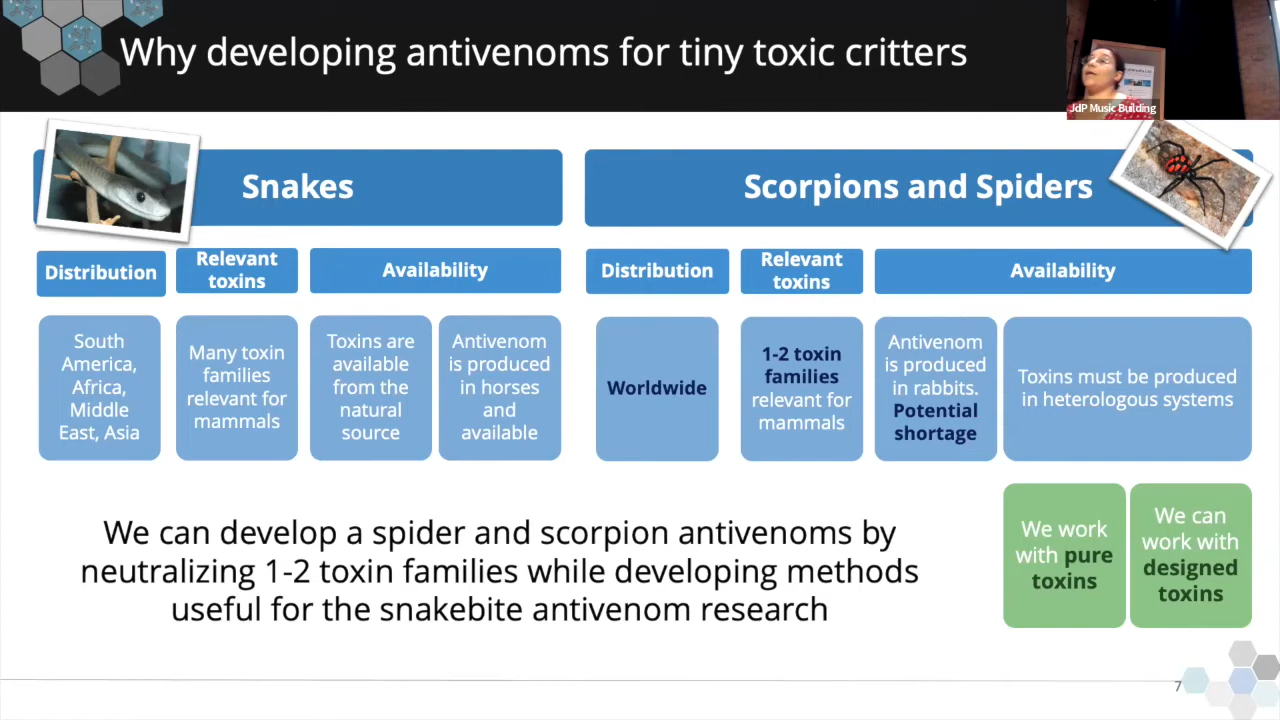 Why developing antivenoms for tiny toxic critters
JdP Music Building
Snakes
Scorpions and Spiders
Distribution
Relevant
toxins
Availability
Distribution
Relevant
toxins
Availability
South
America,
Africa,
Middle
East, Asia
Many toxin
families
relevant for
mammals
Toxins are
available
from the
natural
source
Antivenom
is produced
in horses
and
available
Worldwide
1-2 toxin
families
relevant for
mammals
Antivenom
is produced
in rabbits.
Potential
shortage
Toxins must be produced
in heterologous systems
We can develop a spider and scorpion antivenoms by
neutralizing 1-2 toxin families while developing methods
useful for the snakebite antivenom research
We work
with pure
toxins
We can
work with
designed
toxins
7